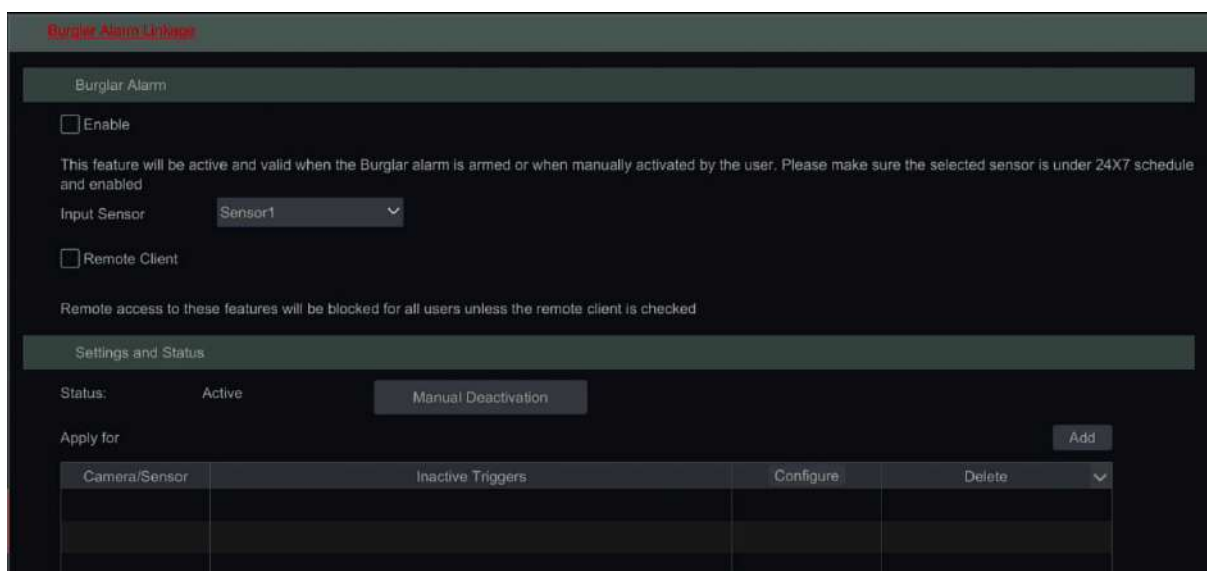 Burgler Alarm Linkage
Burglar Alarm
Enable
This feature will be active and valid when the Burglar alarm is armed or when manually activated by the user. Please make sure the selected sensor is under 24X7 schedule
and enabled
Input Sensor Sensor1
Remote Client
Remote access to these features will be blocked for all users unless the remote client is checked
Settings and Status
Status: Active Manual Deactivation
Apply for Add
Camera/Sensor Inactive Triggers Configure Delete